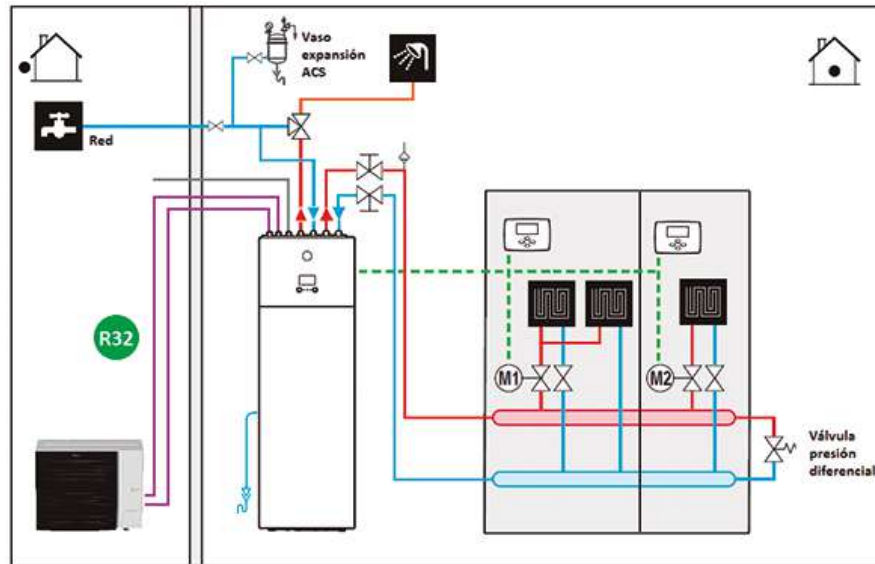 Vaso
expansión
ACS
Red
R32
M1
M2
Válvula
presión
diferencial